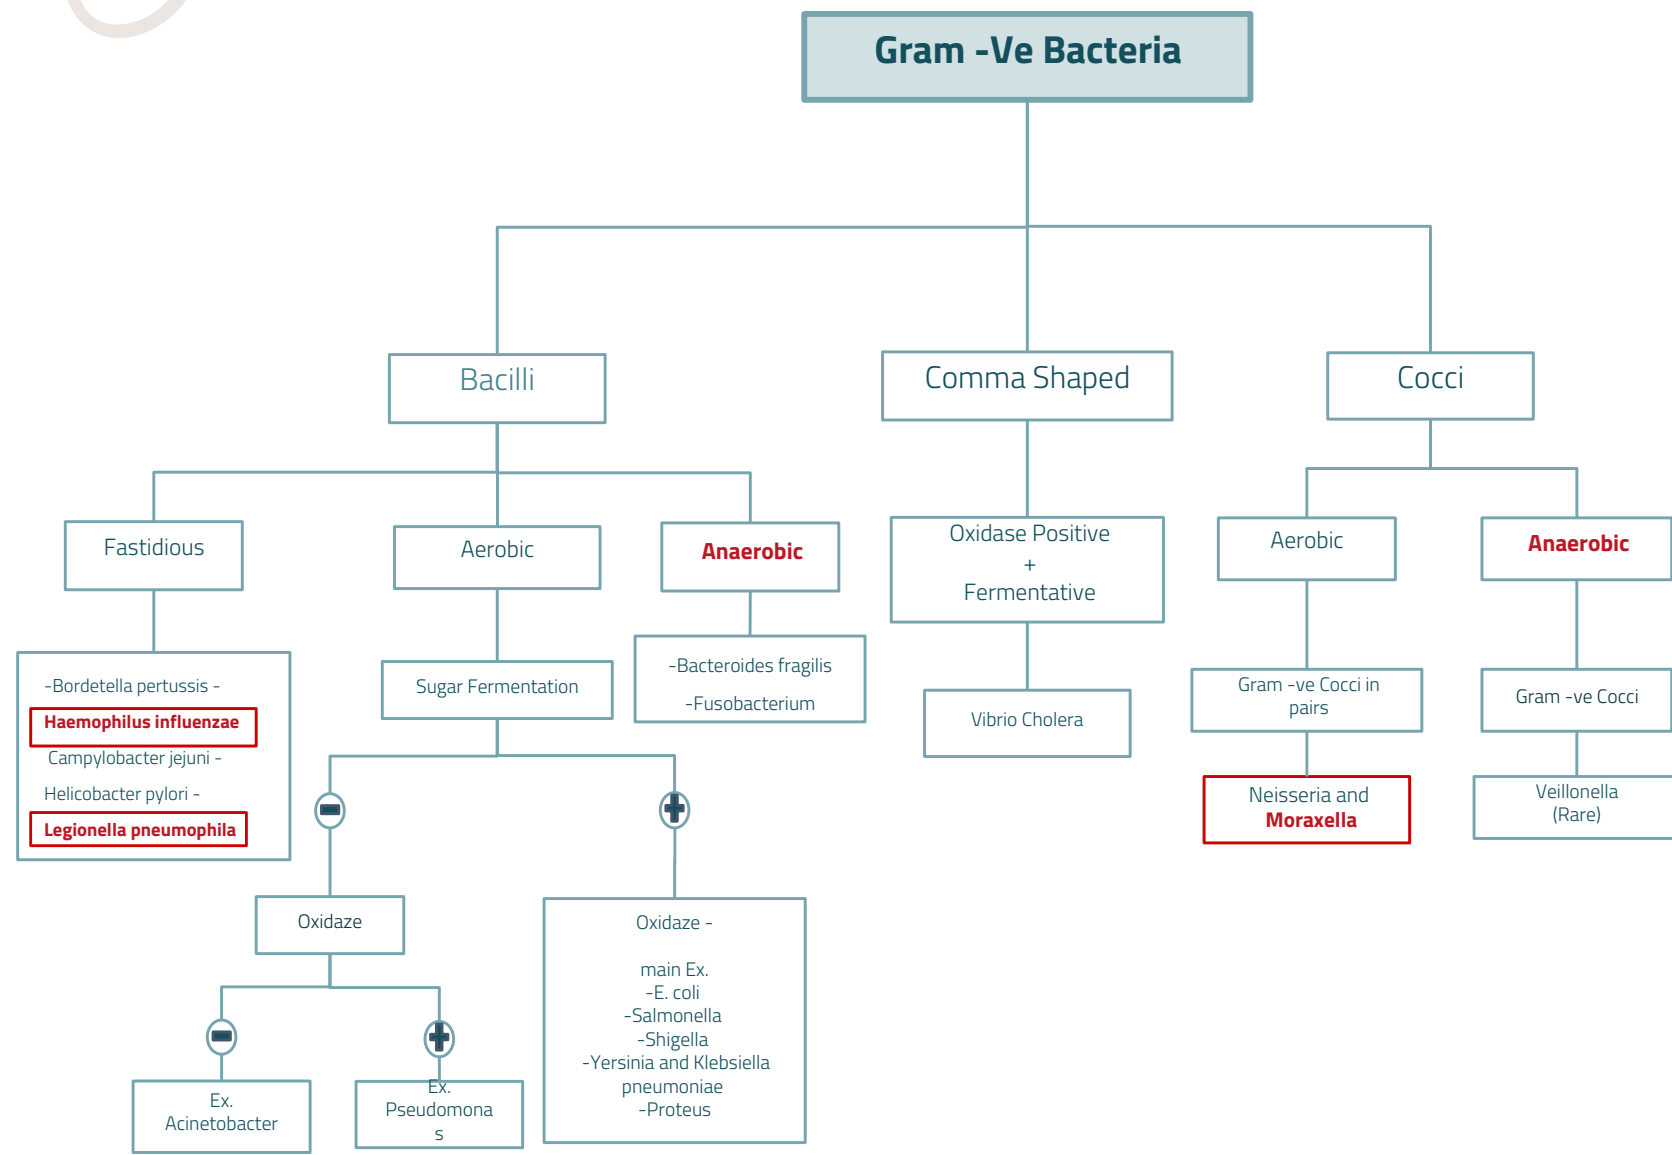 Gram -Ve Bacteria
Bacilli
Comma Shaped
Cocci
Fastidious
Aerobic
Anaerobic
Oxidase Positive
+
Fermentative
Aerobic
Anaerobic
-Bordetella pertussis -
Haemophilus influenzae
Campylobacter jejuni -
Helicobacter pylori -
Legionella pneumophila
Sugar Fermentation
-Bacteroides fragilis
-Fusobacterium
Vibrio Cholera
Gram -ve Cocci in
pairs
Gram -ve Cocci
Neisseria and
Moraxella
Veillonella
(Rare)
Oxidaze
Oxidaze -
main Ex.
-E. coli
-Salmonella
-Shigella
-Yersinia and Klebsiella
pneumoniae
-Proteus
Ex.
Acinetobacter
Ex.
Pseudomona
s